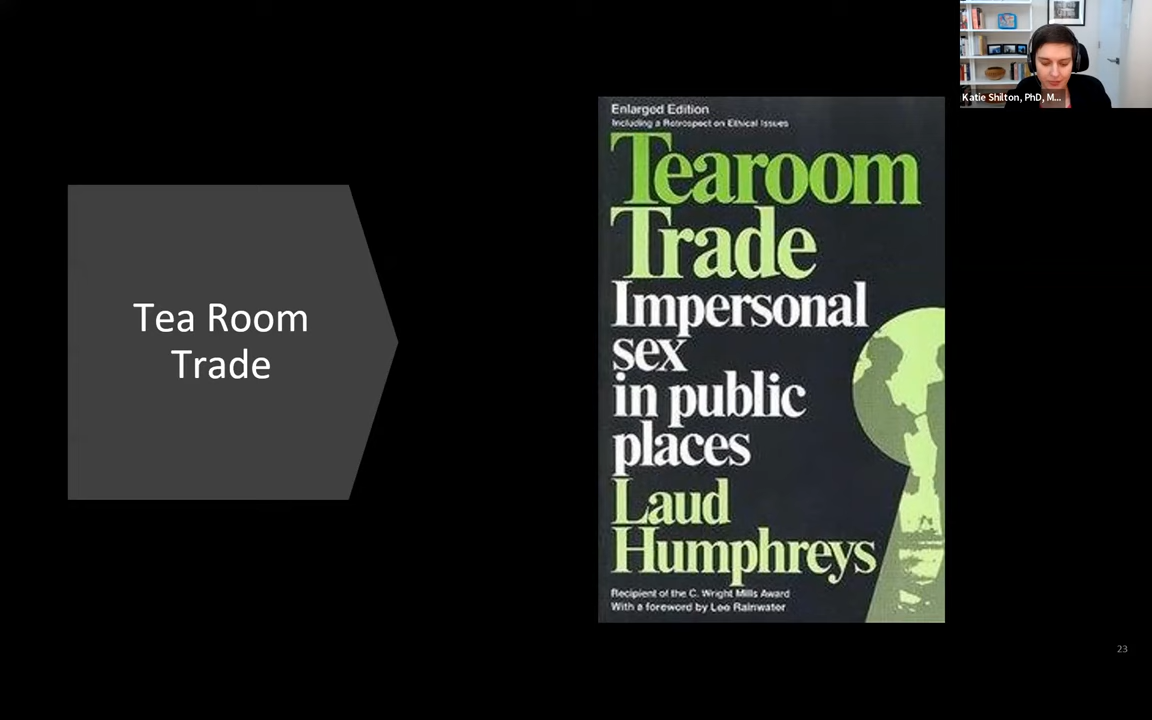 Tea Room
Trade
Enlarged Edition
Including a Retrospect on Ethical Issues
Tearoom
Trade
Impersonal
sex
in public
places
Laud
Humphreys
Recipient of the C. Wright Mills Award
With a foreword by Lee Rainwater
Katie Shilton, PhD, M...
23